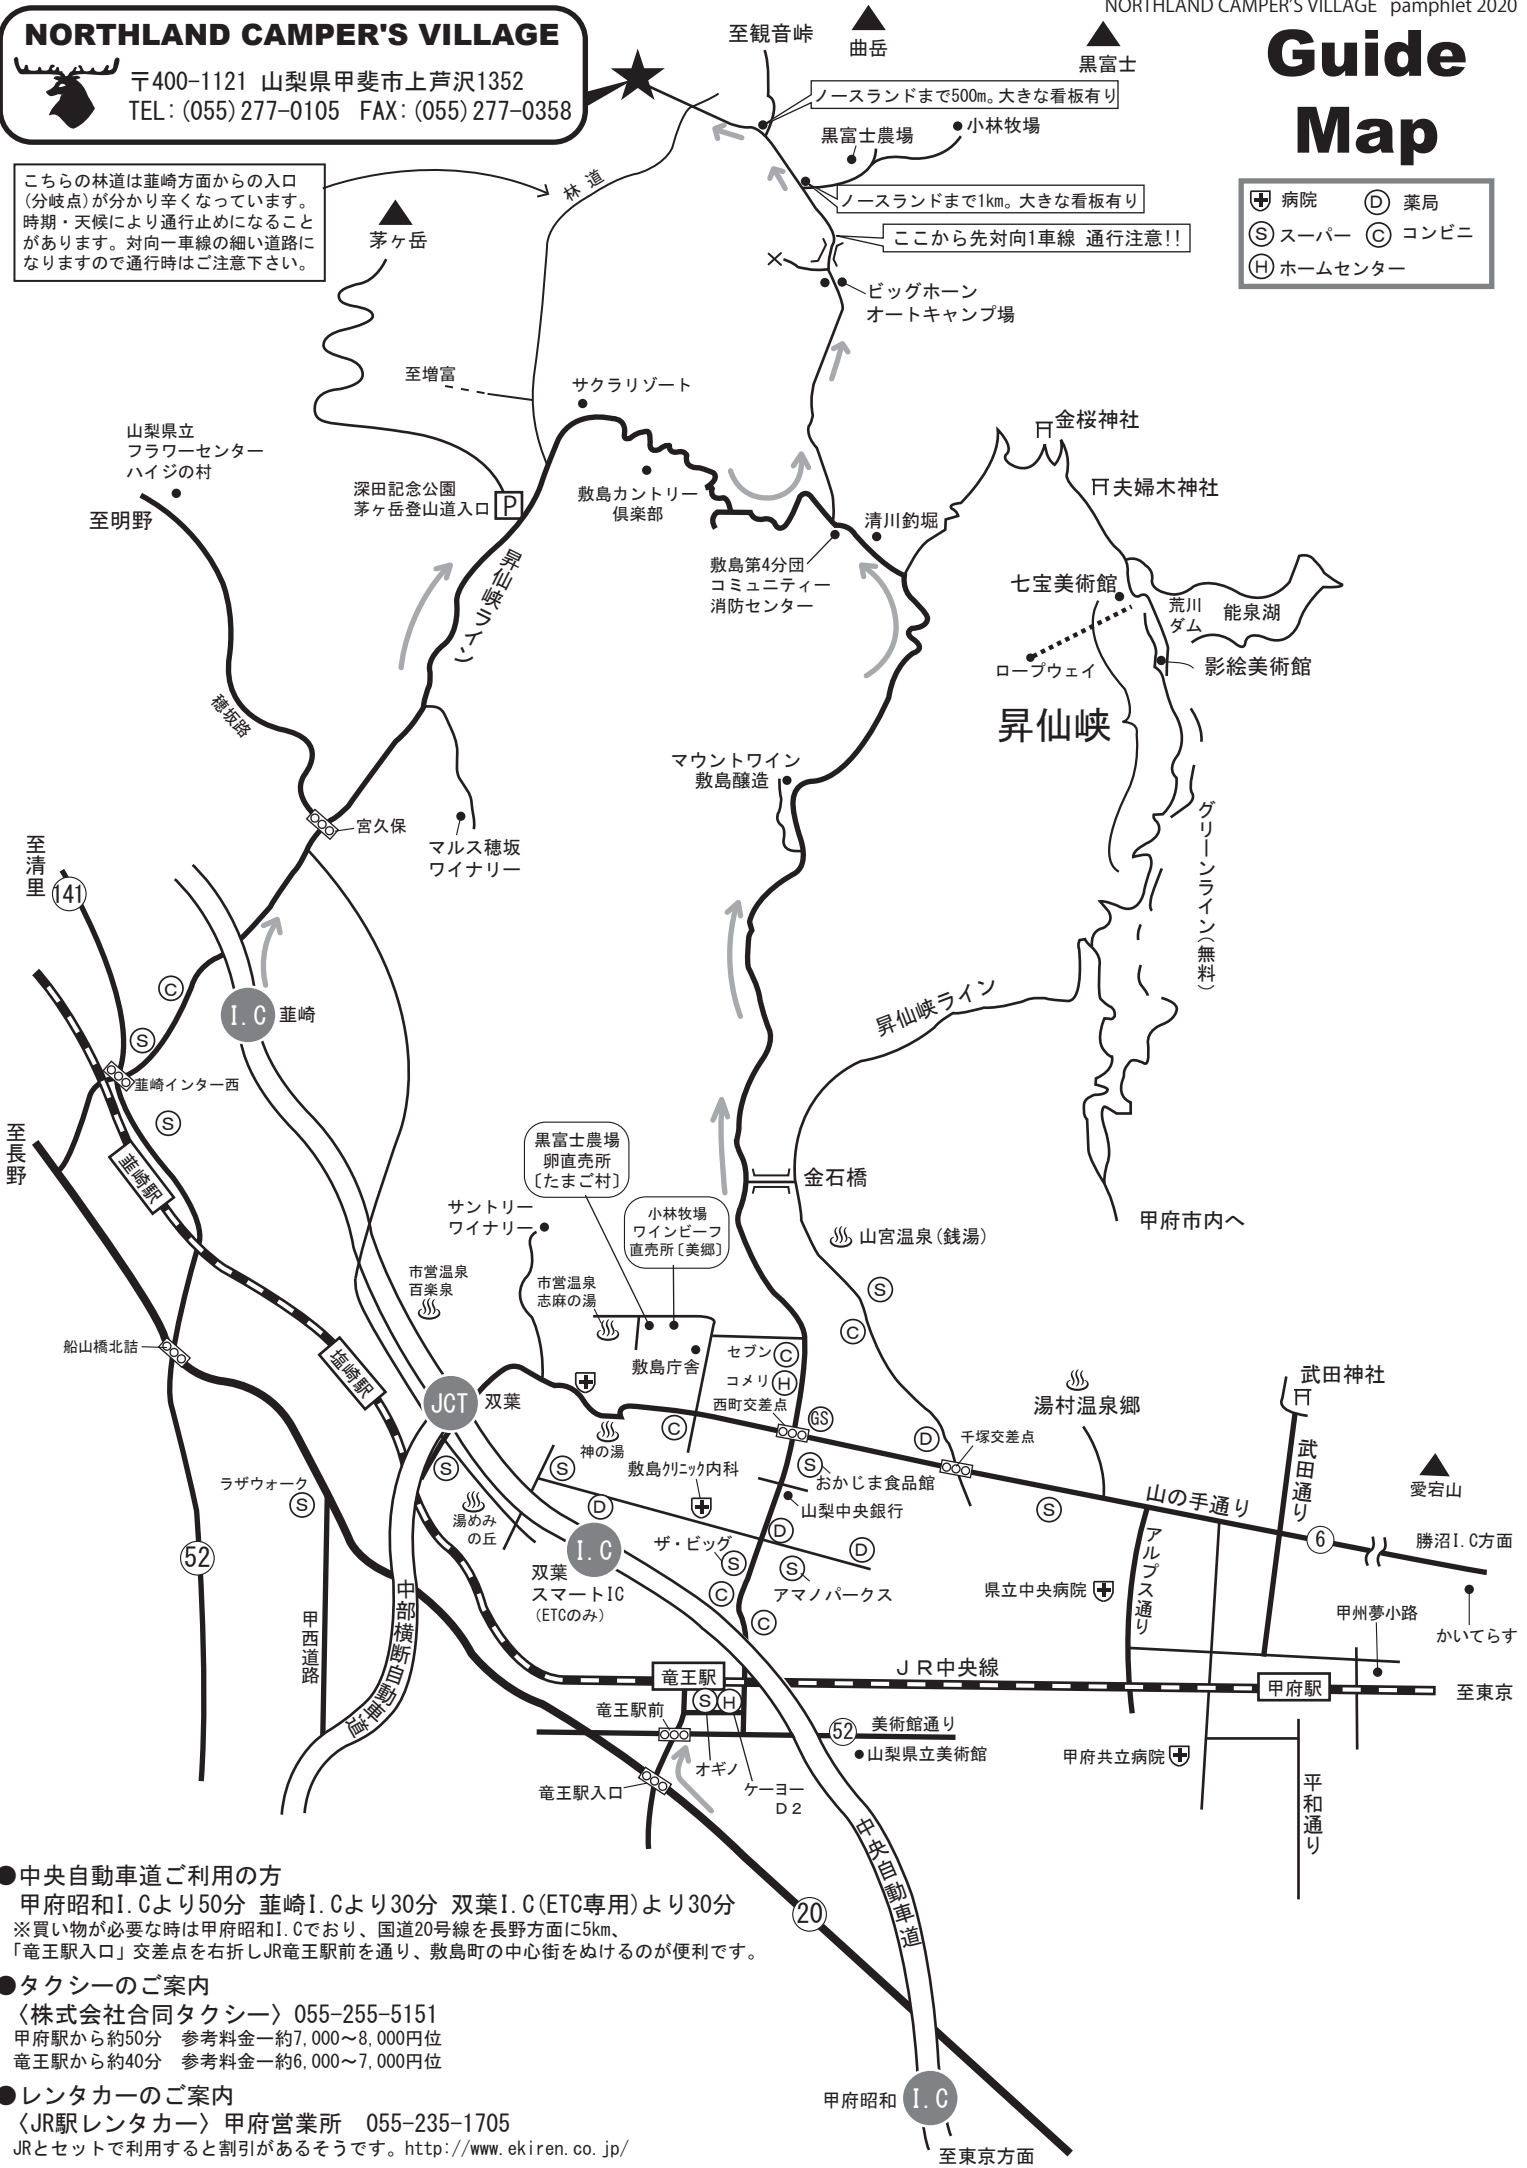 NORTHLAND CAMPER'S VILLAGE pamphlet 2020
Guide
Map
NORTHLAND CAMPER'S VILLAGE
〒400-1121 山梨県甲斐市上芦沢1352
TEL:(055)277-0105 FAX:(055)277-0358
病院
D 薬局
S スーパー
C コンビニ
H ホームセンター
至観音峠
曲岳
黒富士
ノースランドまで500m。大きな看板有り
黒富士農場
小林牧場
ノースランドまで1km。大きな看板有り
ここから先対向1車線 通行注意!!
ビッグホーン
オートキャンプ場
こちらの林道は韮崎方面からの入口
(分岐点)が分かり辛くなっています。
時期・天候により通行止めになること
があります。対向一車線の細い道路に
なりますので通行時はご注意下さい。
林道
茅ヶ岳
至増富
サクラリゾート
山梨県立
フラワーセンター
ハイジの村
至明野
深田記念公園
茅ヶ岳登山道入口
P
敷島カントリー
倶楽部
昇仙峡ライン
金桜神社
夫婦木神社
清川釣堀
敷島第4分団
コミュニティー
消防センター
七宝美術館
荒川
ダム
能泉湖
ロープウェイ
影絵美術館
昇仙峡
穂坂路
マウントワイン
敷島醸造
宮久保
マルス穂坂
ワイナリー
グリーンライン(無料)
至清里
141
C
I.C
韮崎
S
韮崎インター西
S
昇仙峡ライン
至長野
韮崎駅
黒富士農場
卵直売所
〔たまご村〕
小林牧場
ワインビーフ
直売所〔美郷〕
サントリー
ワイナリー
金石橋
甲府市内へ
山宮温泉(銭湯)
市営温泉
百楽泉
市営温泉
志麻の湯
S
C
船山橋北詰
塩崎駅
敷島庁舎
セブン C
コメリ H
西町交差点
GS
JCT 双葉
C
神の湯
敷島クリニック内科
D
千塚交差点
湯村温泉郷
武田神社
武田通り
愛宕山
ラザウォーク
S
S
S
湯めみ
の丘
D
S
おかじま食品館
山梨中央銀行
S
山の手通り
アルプス通り
6
勝沼I.C方面
52
I.C
双葉
スマートIC
(ETCのみ)
ザ・ビッグ
S
D
D
S
アマノパークス
C
C
県立中央病院
甲州夢小路
かいてらす
甲西道路
中部横断自動車道
竜王駅
JR中央線
甲府駅
至東京
竜王駅前
S
H
52
美術館通り
山梨県立美術館
オギノ
ケーヨー
D2
竜王駅入口
甲府共立病院
平和通り
中央自動車道
20
甲府昭和
I.C
至東京方面
●中央自動車道ご利用の方
甲府昭和I.Cより50分 韮崎I.Cより30分 双葉I.C(ETC専用)より30分
※買い物が必要な時は甲府昭和I.Cでおり、国道20号線を長野方面に5km、
「竜王駅入口」交差点を右折しJR竜王駅前を通り、敷島町の中心街をぬけるのが便利です。
●タクシーのご案内
〈株式会社合同タクシー〉055-255-5151
甲府駅から約50分 参考料金ー約7,000～8,000円位
竜王駅から約40分 参考料金ー約6,000～7,000円位
●レンタカーのご案内
〈JR駅レンタカー〉甲府営業所 055-235-1705
JRとセットで利用すると割引があるそうです。http://www.ekiren.co.jp/